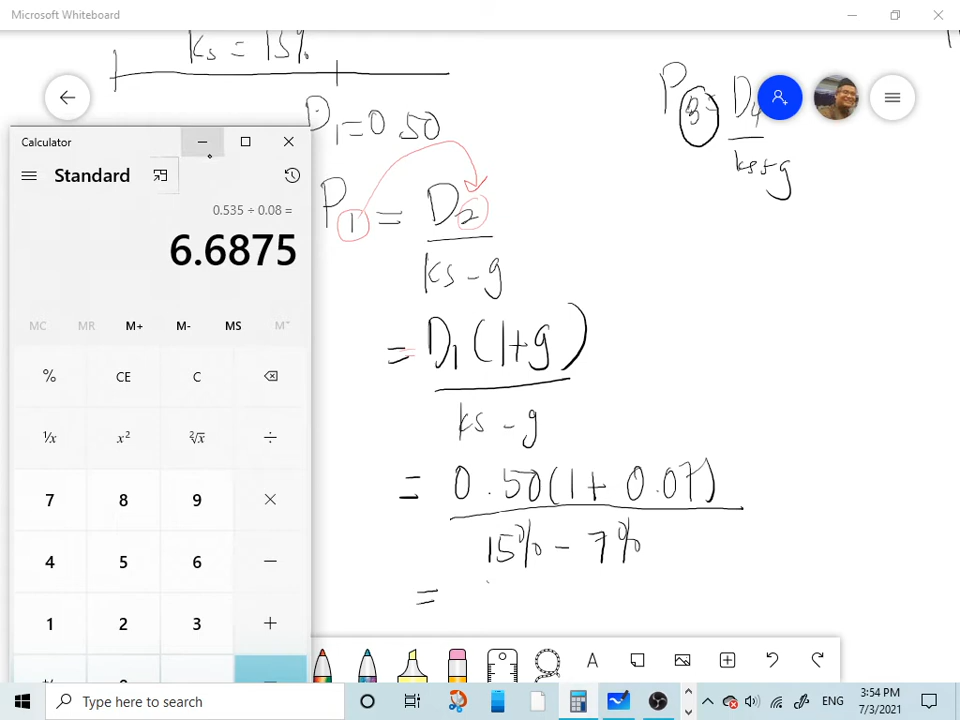 Microsoft Whiteboard
ks = 15%
D1 = 0.50
P3 = D4
ks - g
P1 = D2
ks - g
= D1 (1+g)
ks - g
= 0.50(1 + 0.07)
15% - 7%
=
Calculator
Standard
0.535 ÷ 0.08 =
6.6875
MC MR M+ M- MS M˅
% CE C
¹/x x² ²√x ÷
7 8 9 ×
4 5 6 −
1 2 3 +
A
Type here to search
ENG
3:54 PM
7/3/2021